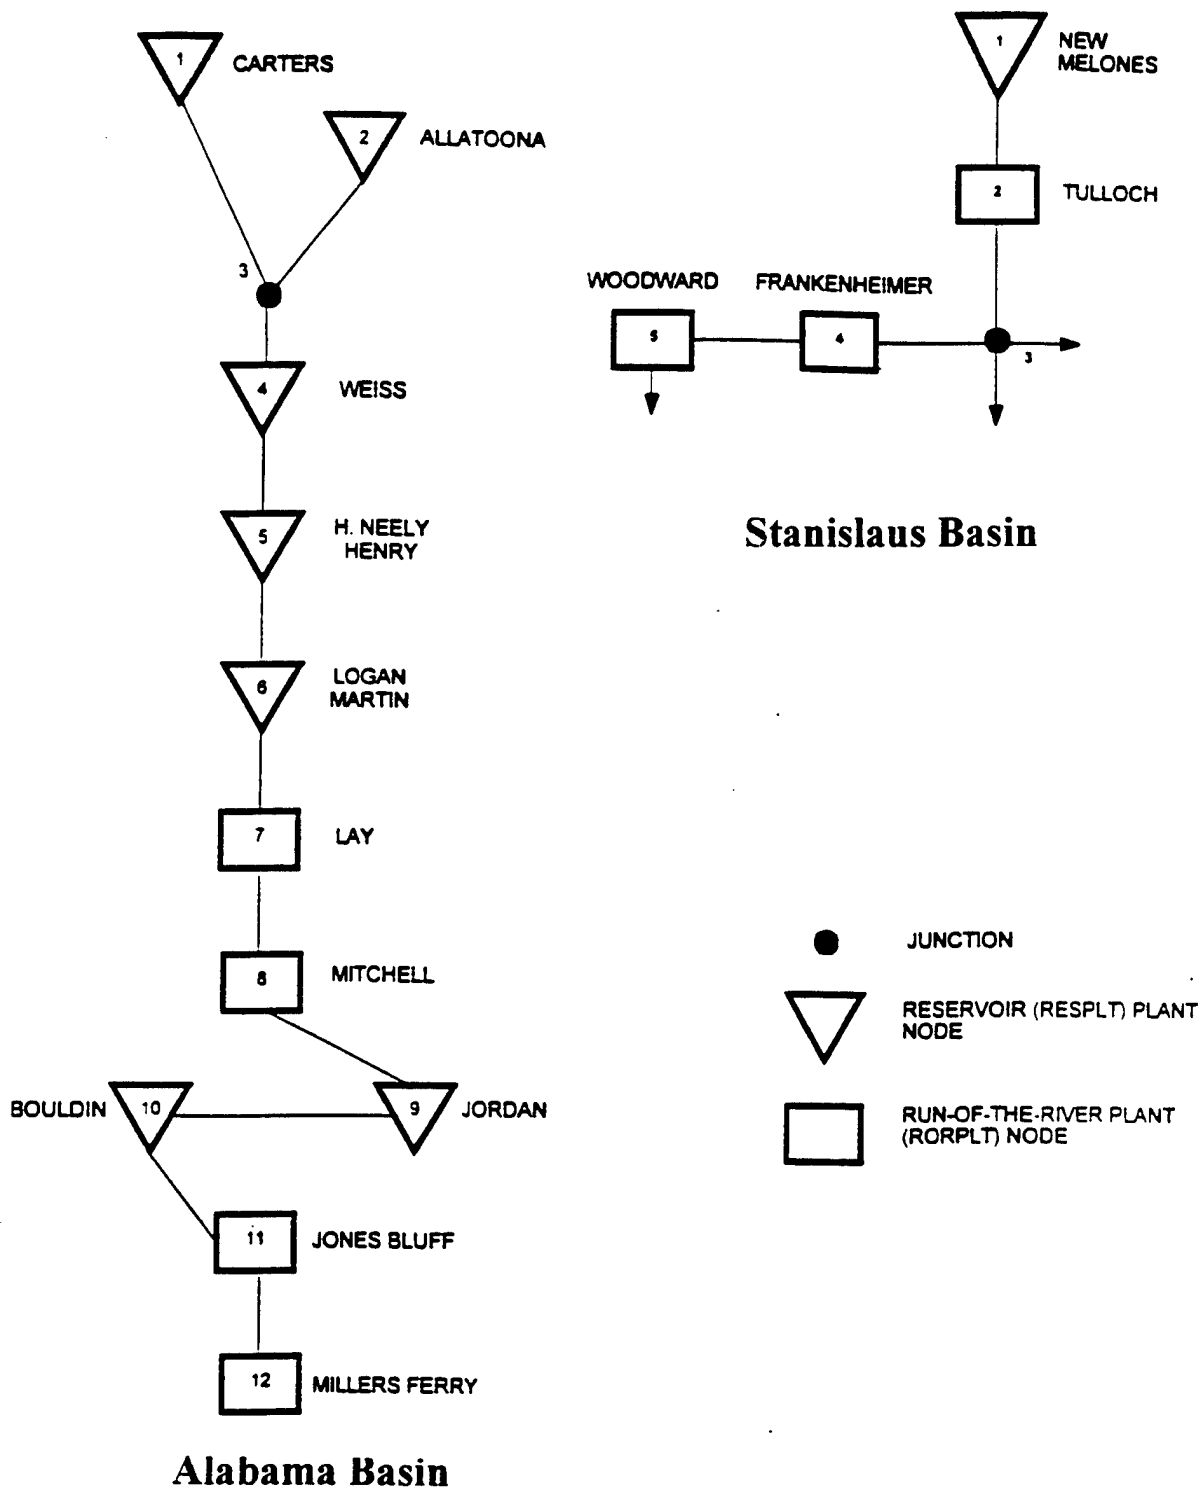 1
CARTERS
2
ALLATOONA
3
4
WEISS
5
H. NEELY
HENRY
6
LOGAN
MARTIN
7
LAY
8
MITCHELL
BOULDIN
10
9
JORDAN
11
JONES BLUFF
12
MILLERS FERRY
Alabama Basin
1
NEW
MELONES
2
TULLOCH
WOODWARD
FRANKENHEIMER
5
4
3
Stanislaus Basin
JUNCTION
RESERVOIR (RESPLT) PLANT
NODE
RUN-OF-THE-RIVER PLANT
(RORPLT) NODE